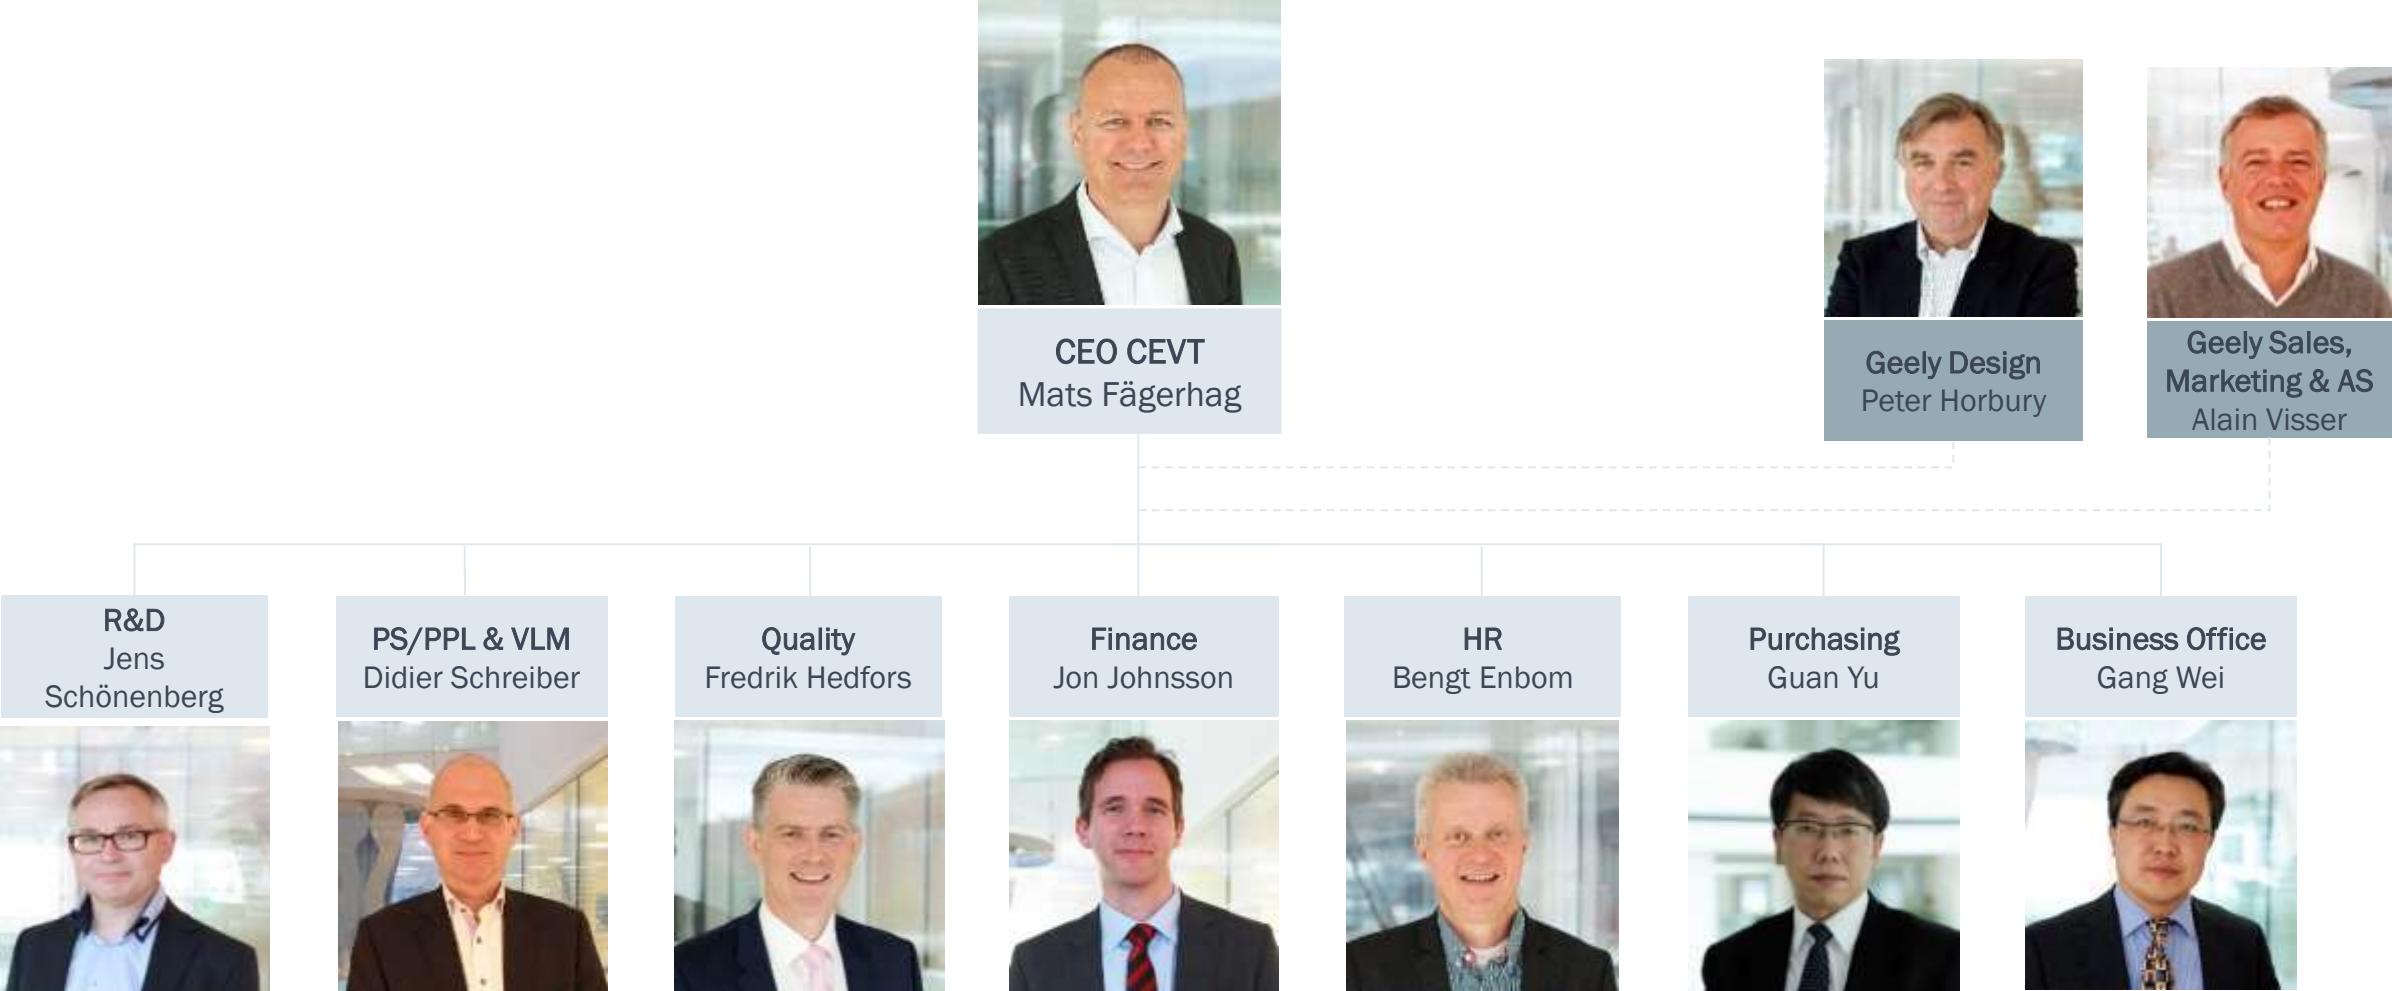 CEO CEVT
Mats Fägerhag
Geely Design
Peter Horbury
Geely Sales,
Marketing & AS
Alain Visser
R&D
Jens
Schönenberg
PS/PPL & VLM
Didier Schreiber
Quality
Fredrik Hedfors
Finance
Jon Johnsson
HR
Bengt Enbom
Purchasing
Guan Yu
Business Office
Gang Wei